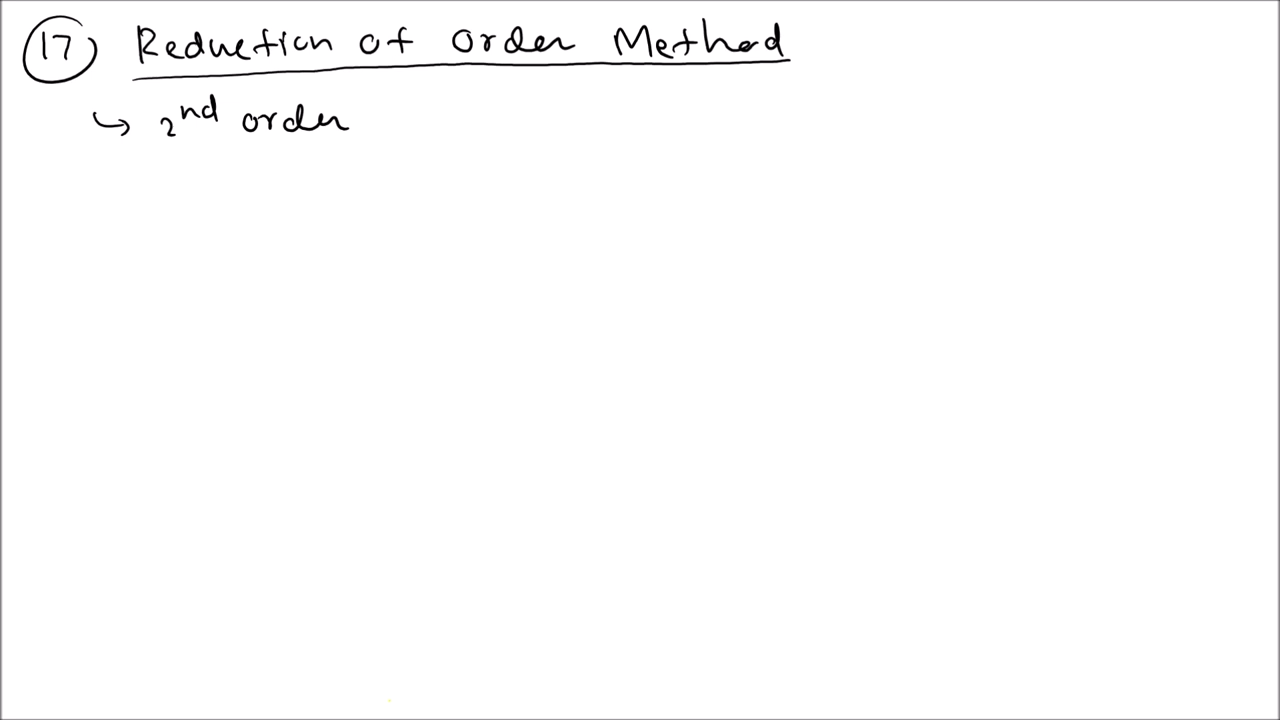 17 Reduction of Order Method
↳ 2nd order